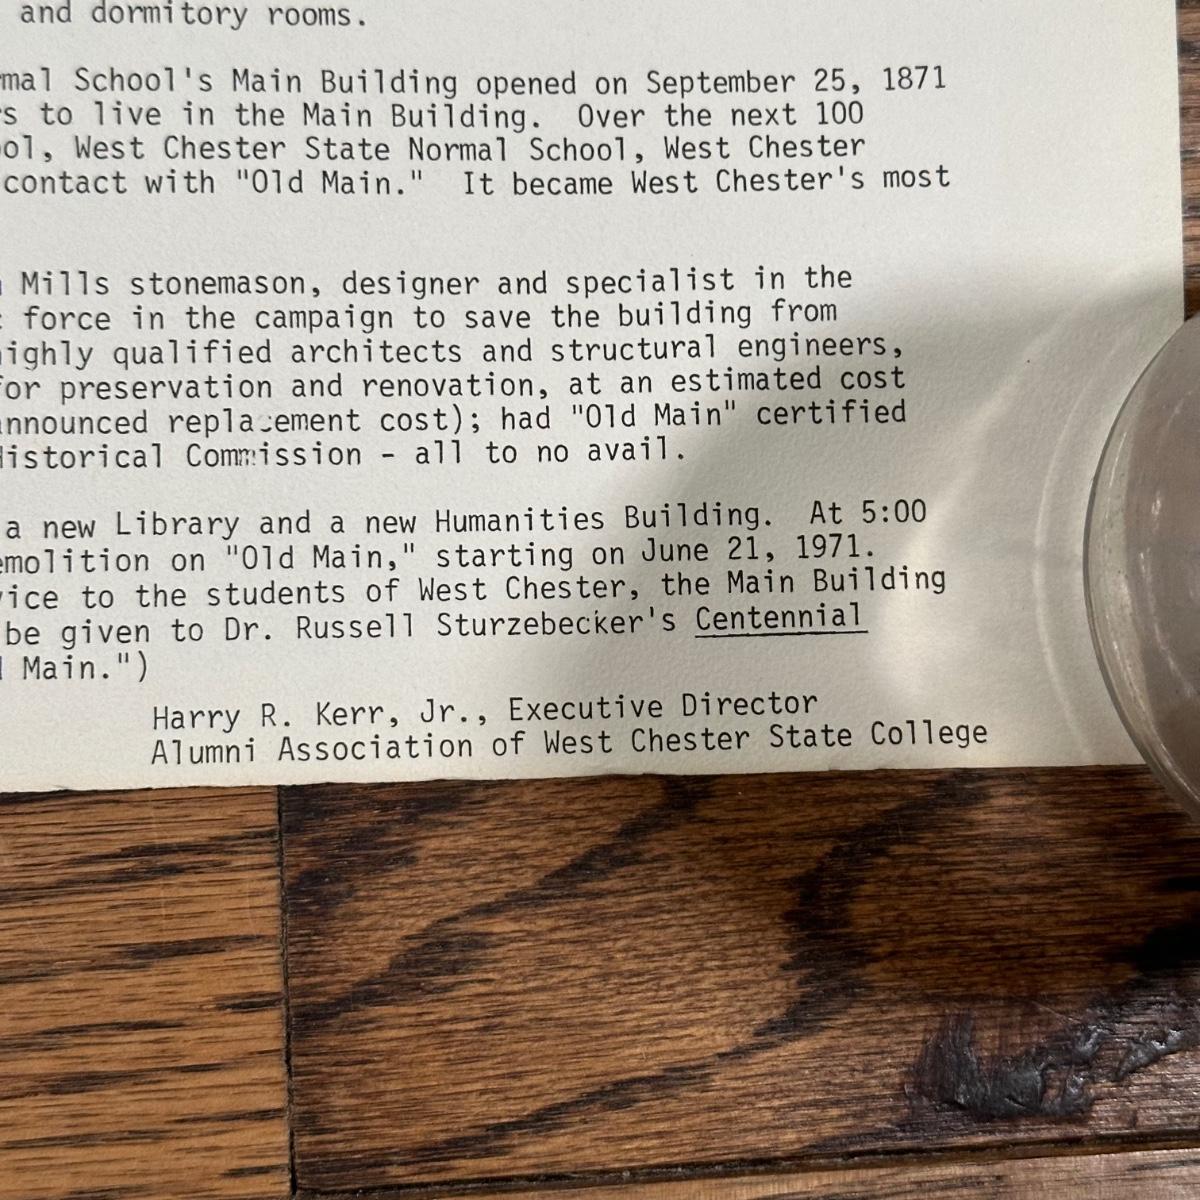 and dormitory rooms.
mal School's Main Building opened on September 25, 1871
s to live in the Main Building. Over the next 100
ol, West Chester State Normal School, West Chester
contact with "Old Main." It became West Chester's most
Mills stonemason, designer and specialist in the
force in the campaign to save the building from
ighly qualified architects and structural engineers,
for preservation and renovation, at an estimated cost
nnounced replacement cost); had "Old Main" certified
istorical Commission - all to no avail.
a new Library and a new Humanities Building. At 5:00
emolition on "Old Main," starting on June 21, 1971.
vice to the students of West Chester, the Main Building
be given to Dr. Russell Sturzebecker's Centennial
Main.")
Harry R. Kerr, Jr., Executive Director
Alumni Association of West Chester State College